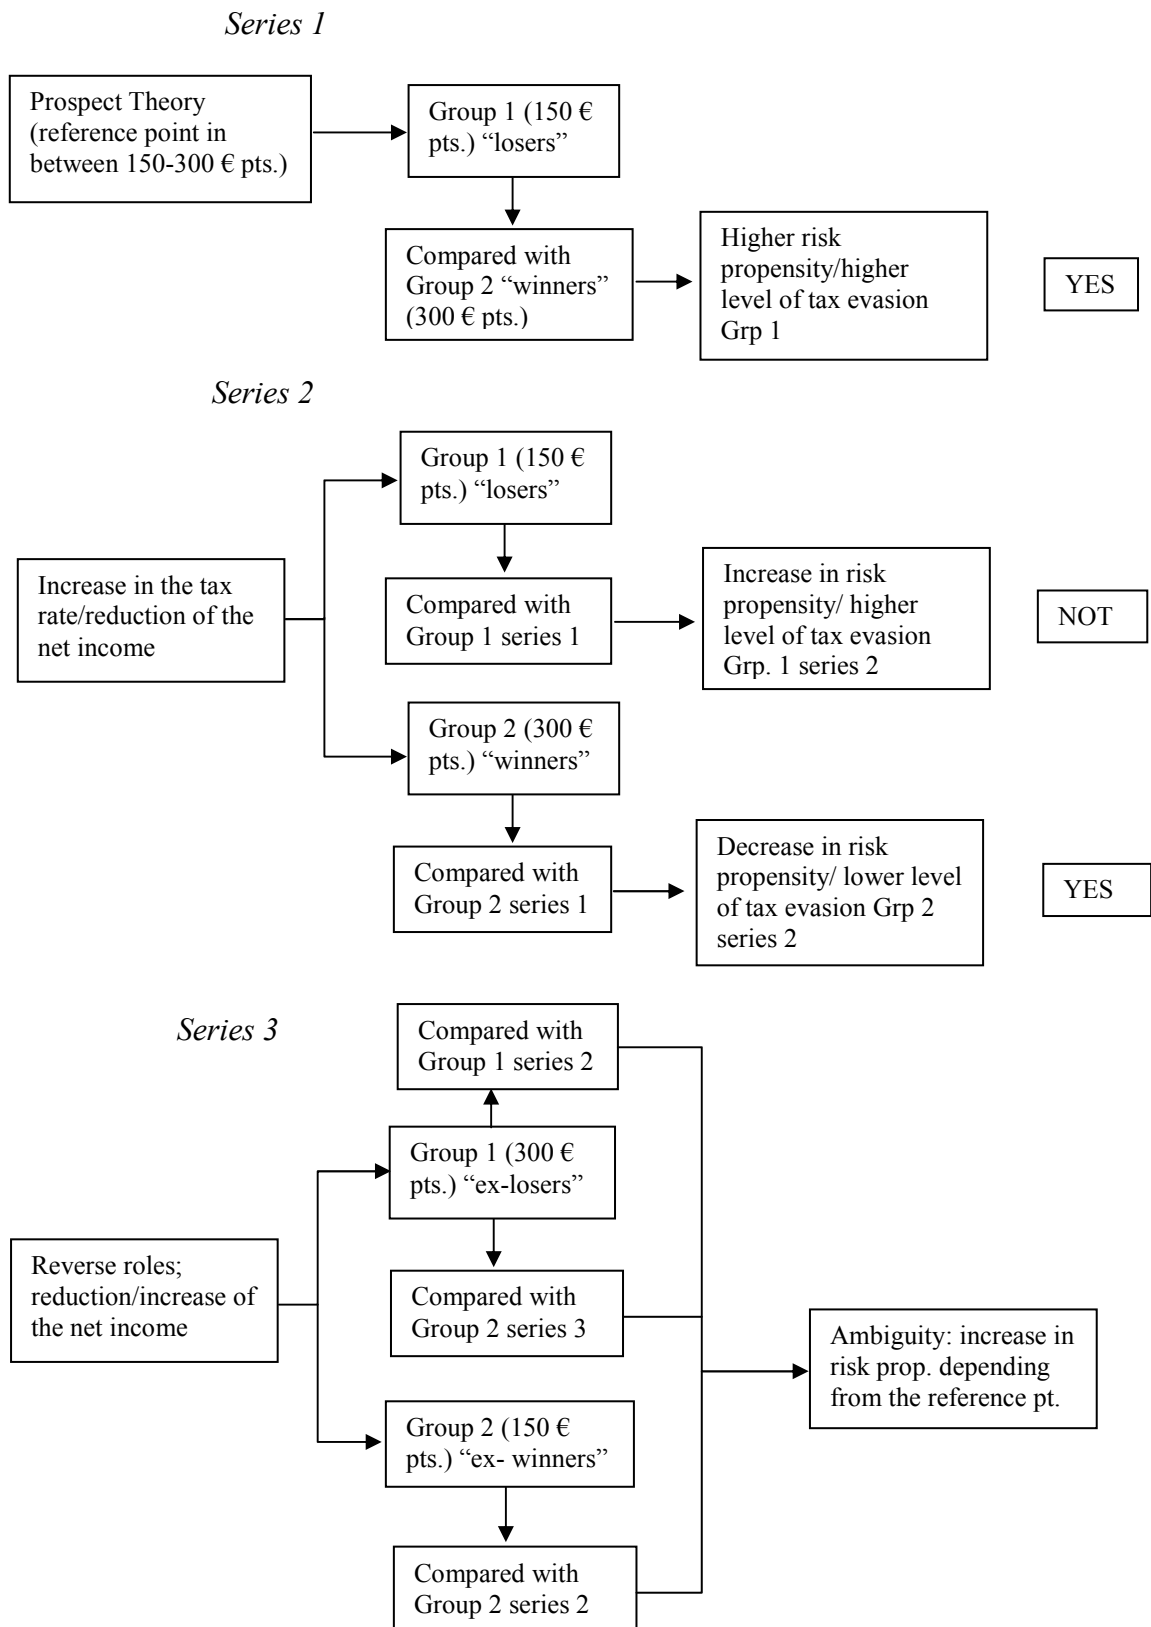 Series 1
Prospect Theory
(reference point in
between 150-300 € pts.)
Group 1 (150 €
pts.) “losers”
Compared with
Group 2 “winners”
(300 € pts.)
Higher risk
propensity/higher
level of tax evasion
Grp 1
YES
Series 2
Group 1 (150 €
pts.) “losers”
Increase in the tax
rate/reduction of the
net income
Compared with
Group 1 series 1
Increase in risk
propensity/ higher
level of tax evasion
Grp. 1 series 2
NOT
Group 2 (300 €
pts.) “winners”
Compared with
Group 2 series 1
Decrease in risk
propensity/ lower level
of tax evasion Grp 2
series 2
YES
Series 3
Compared with
Group 1 series 2
Group 1 (300 €
pts.) “ex-losers”
Reverse roles;
reduction/increase of
the net income
Compared with
Group 2 series 3
Ambiguity: increase in
risk prop. depending
from the reference pt.
Group 2 (150 €
pts.) “ex- winners”
Compared with
Group 2 series 2